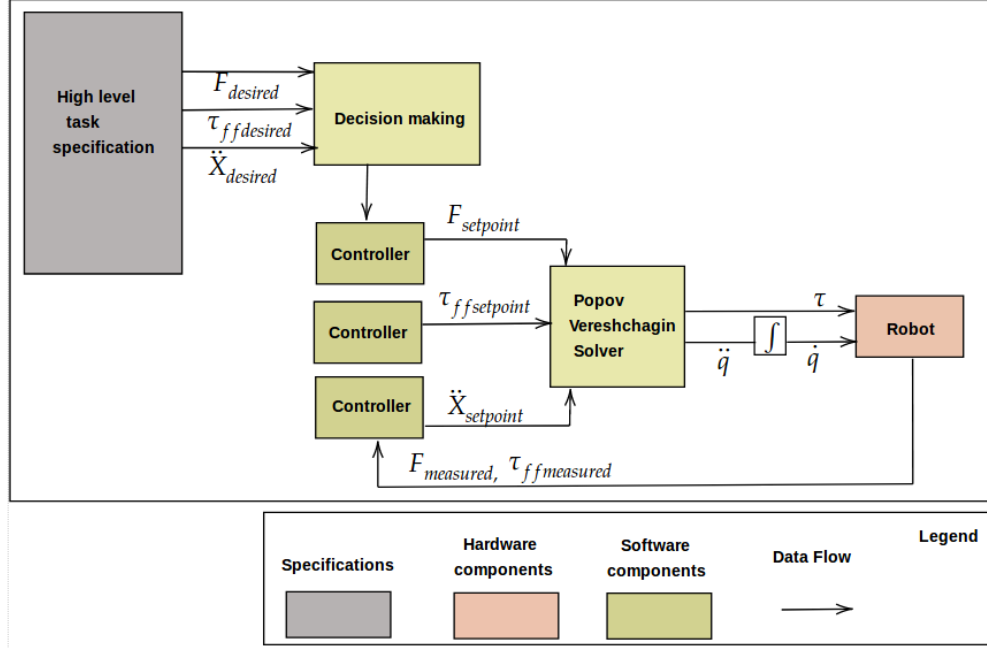 High level
task
specification
F_desired
τ_ffdesired
Ẍ_desired
Decision making
Controller
F_setpoint
Controller
τ_ffsetpoint
Controller
Ẍ_setpoint
Popov
Vereshchagin
Solver
τ
q̈
∫
q̇
Robot
F_measured, τ_ffmeasured
Legend
Specifications
Hardware
components
Software
components
Data Flow